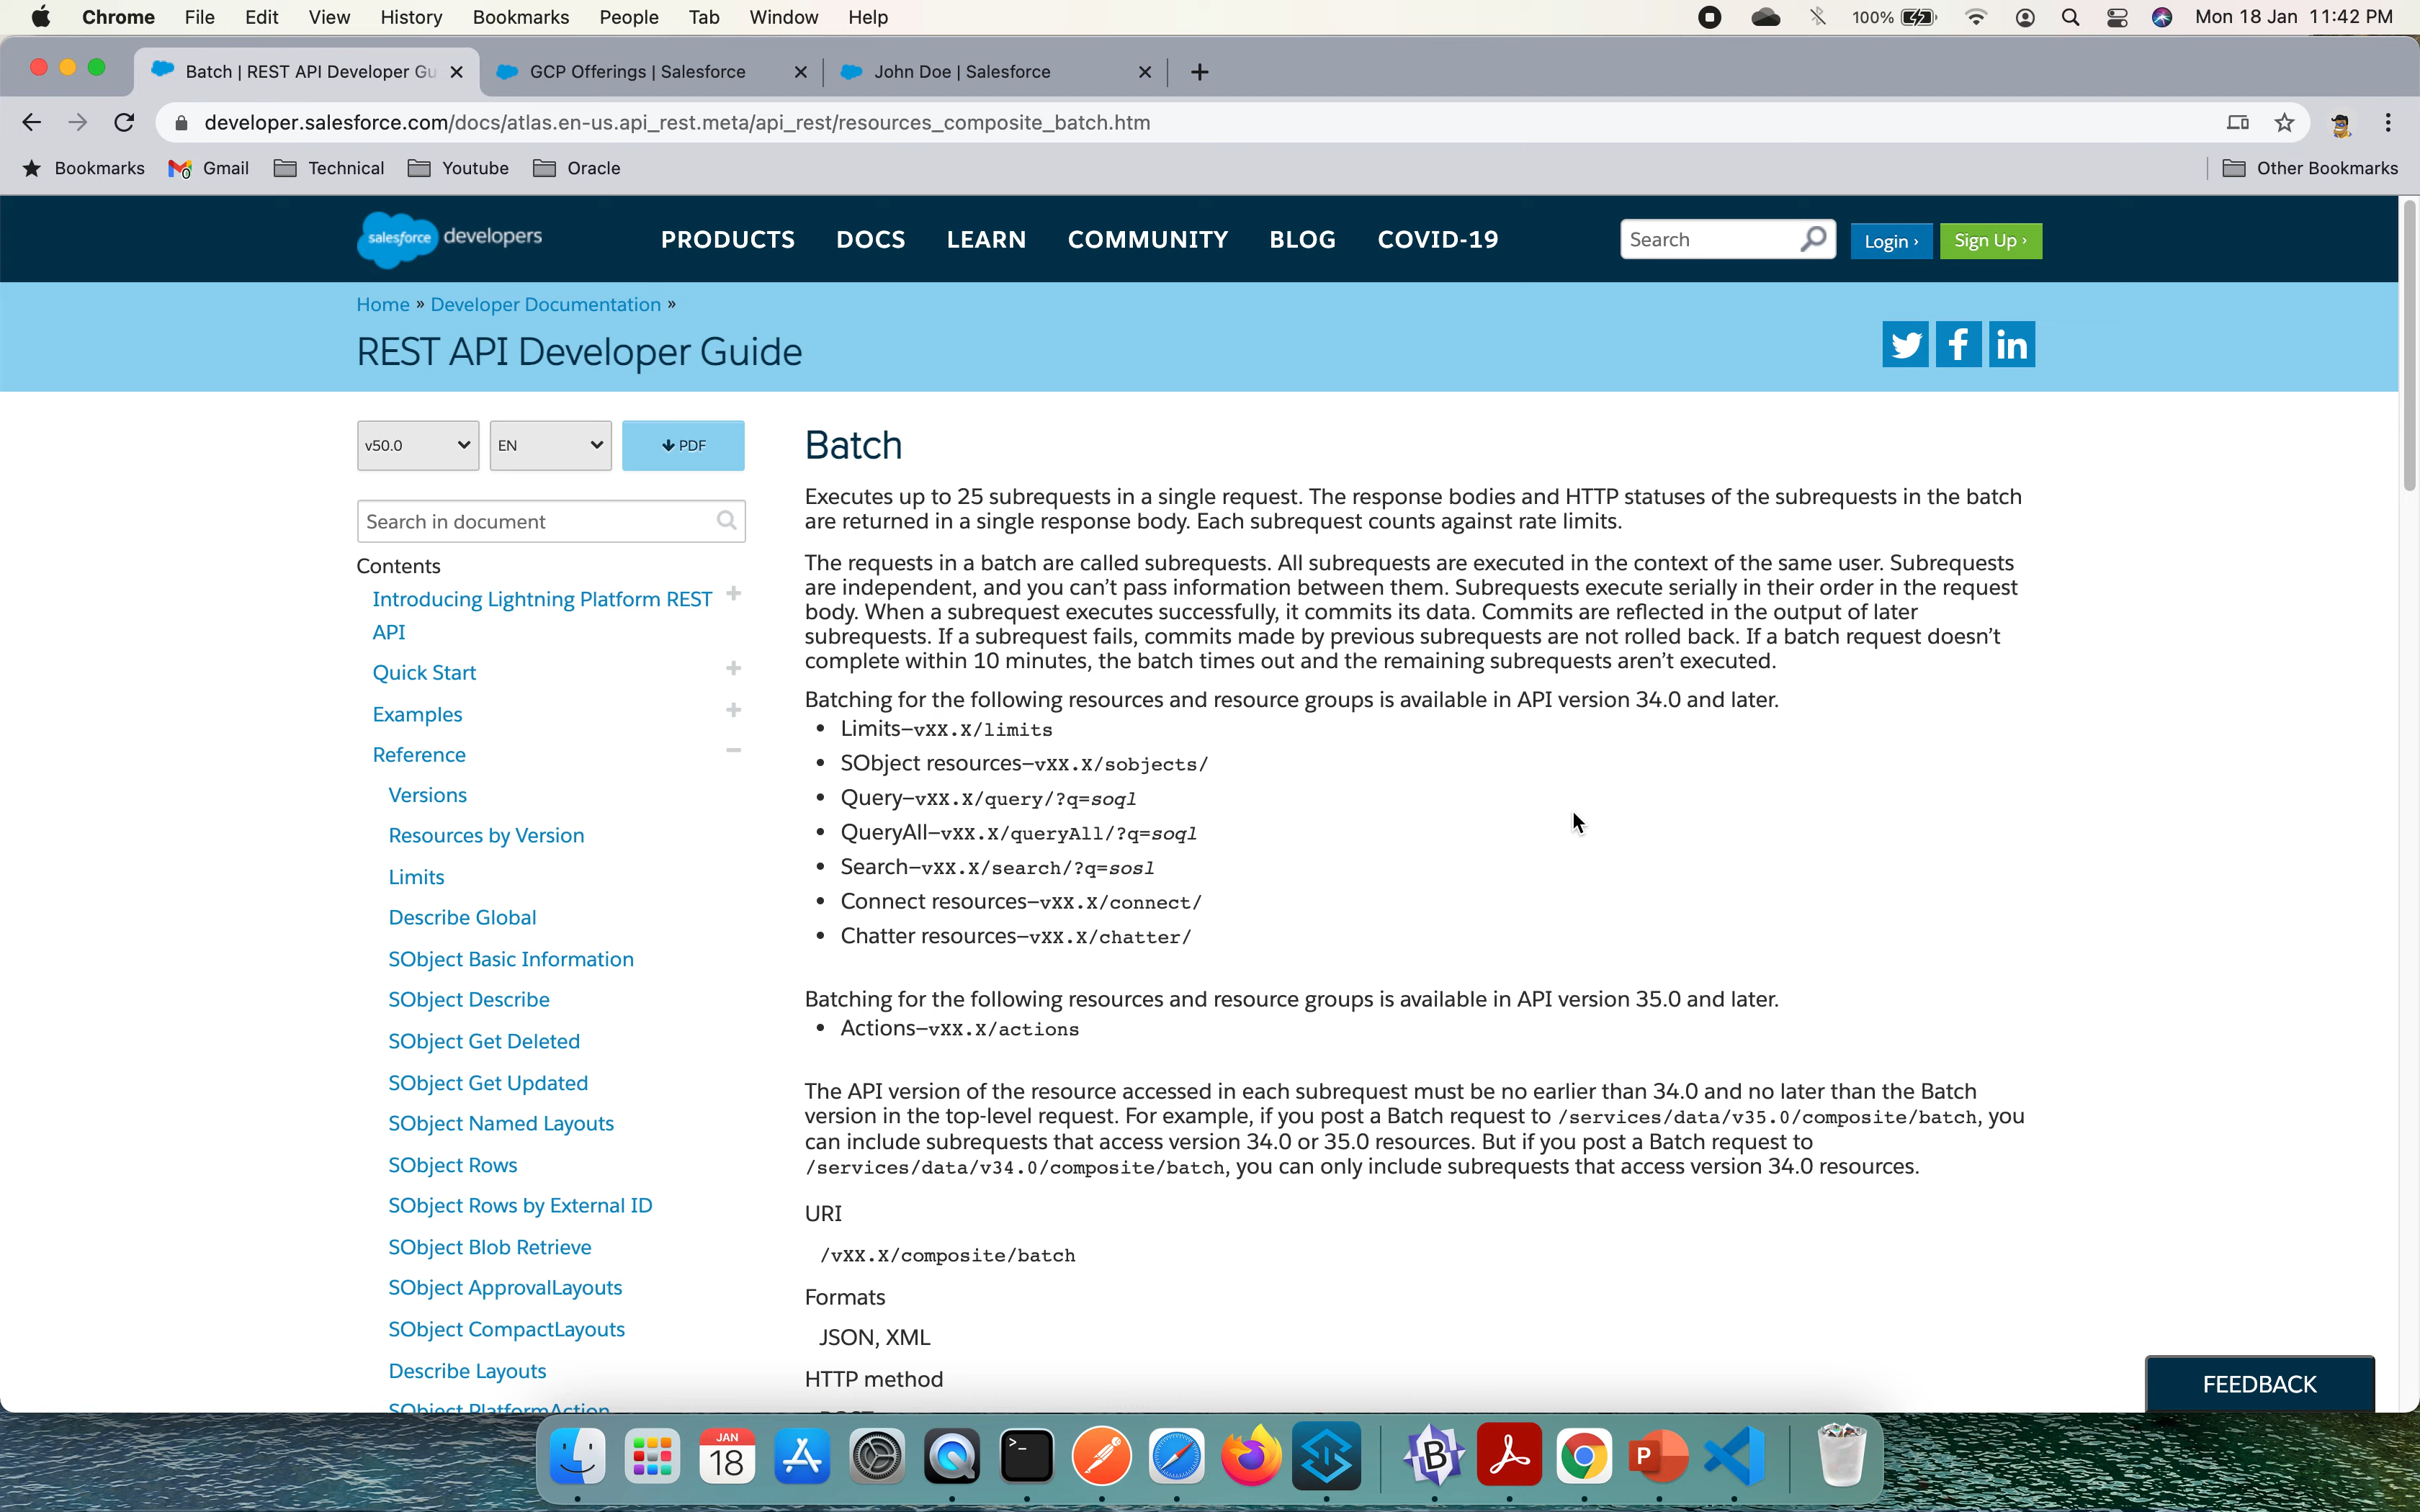 Chrome File Edit View History Bookmarks People Tab Window Help 100% Mon 18 Jan 11:42 PM
Batch | REST API Developer Gu GCP Offerings | Salesforce John Doe | Salesforce
developer.salesforce.com/docs/atlas.en-us.api_rest.meta/api_rest/resources_composite_batch.htm
Bookmarks Gmail Technical Youtube Oracle Other Bookmarks
salesforce developers PRODUCTS DOCS LEARN COMMUNITY BLOG COVID-19 Search Login › Sign Up ›
Home » Developer Documentation »
REST API Developer Guide
v50.0 EN PDF
Search in document
Contents
Introducing Lightning Platform REST
API
Quick Start
Examples
Reference
Versions
Resources by Version
Limits
Describe Global
SObject Basic Information
SObject Describe
SObject Get Deleted
SObject Get Updated
SObject Named Layouts
SObject Rows
SObject Rows by External ID
SObject Blob Retrieve
SObject ApprovalLayouts
SObject CompactLayouts
Describe Layouts
SObject PlatformAction
Batch
Executes up to 25 subrequests in a single request. The response bodies and HTTP statuses of the subrequests in the batch
are returned in a single response body. Each subrequest counts against rate limits.
The requests in a batch are called subrequests. All subrequests are executed in the context of the same user. Subrequests
are independent, and you can’t pass information between them. Subrequests execute serially in their order in the request
body. When a subrequest executes successfully, it commits its data. Commits are reflected in the output of later
subrequests. If a subrequest fails, commits made by previous subrequests are not rolled back. If a batch request doesn’t
complete within 10 minutes, the batch times out and the remaining subrequests aren’t executed.
Batching for the following resources and resource groups is available in API version 34.0 and later.
• Limits—vXX.X/limits
• SObject resources—vXX.X/sobjects/
• Query—vXX.X/query/?q=soql
• QueryAll—vXX.X/queryAll/?q=soql
• Search—vXX.X/search/?q=sosl
• Connect resources—vXX.X/connect/
• Chatter resources—vXX.X/chatter/
Batching for the following resources and resource groups is available in API version 35.0 and later.
• Actions—vXX.X/actions
The API version of the resource accessed in each subrequest must be no earlier than 34.0 and no later than the Batch
version in the top-level request. For example, if you post a Batch request to /services/data/v35.0/composite/batch, you
can include subrequests that access version 34.0 or 35.0 resources. But if you post a Batch request to
/services/data/v34.0/composite/batch, you can only include subrequests that access version 34.0 resources.
URI
/vXX.X/composite/batch
Formats
JSON, XML
HTTP method
FEEDBACK
JAN
18